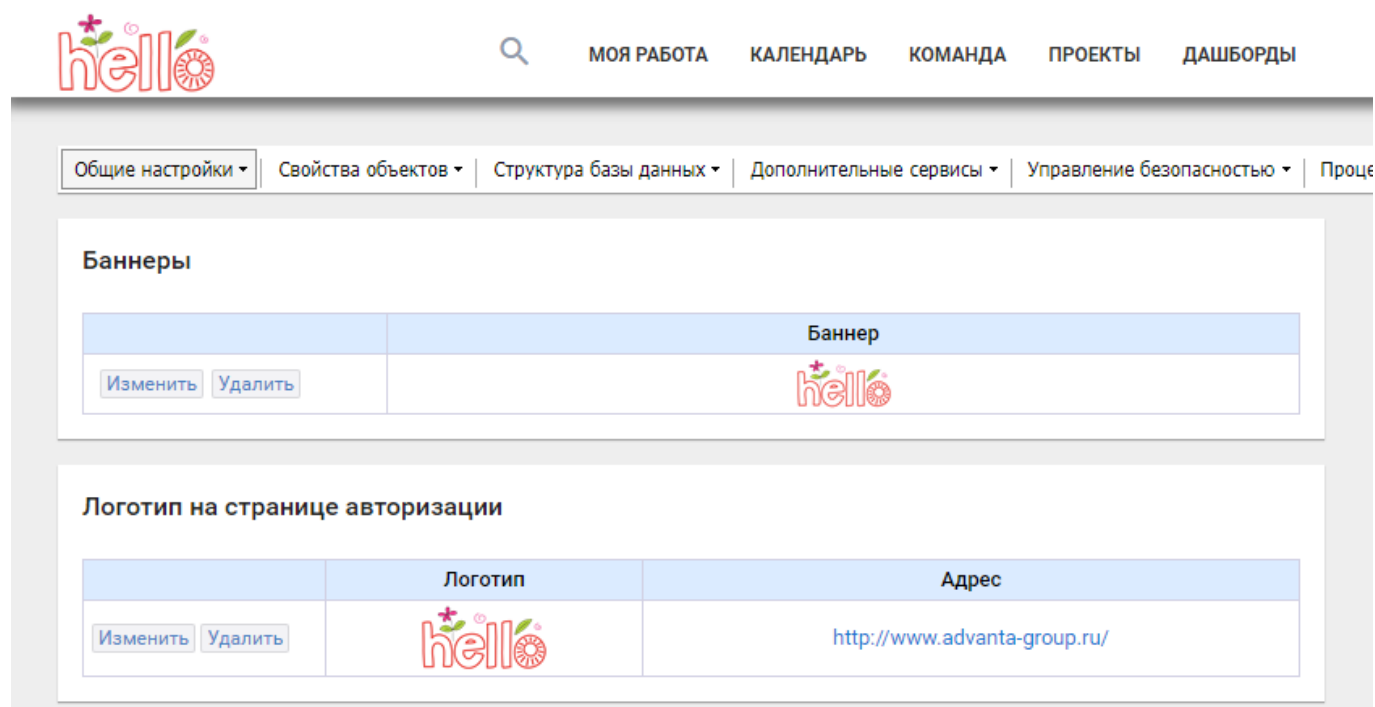 hello МОЯ РАБОТА КАЛЕНДАРЬ КОМАНДА ПРОЕКТЫ ДАШБОРДЫ
Общие настройки Свойства объектов Структура базы данных Дополнительные сервисы Управление безопасностью Проце
Баннеры
Баннер
Изменить Удалить hello
Логотип на странице авторизации
Логотип Адрес
Изменить Удалить hello http://www.advanta-group.ru/